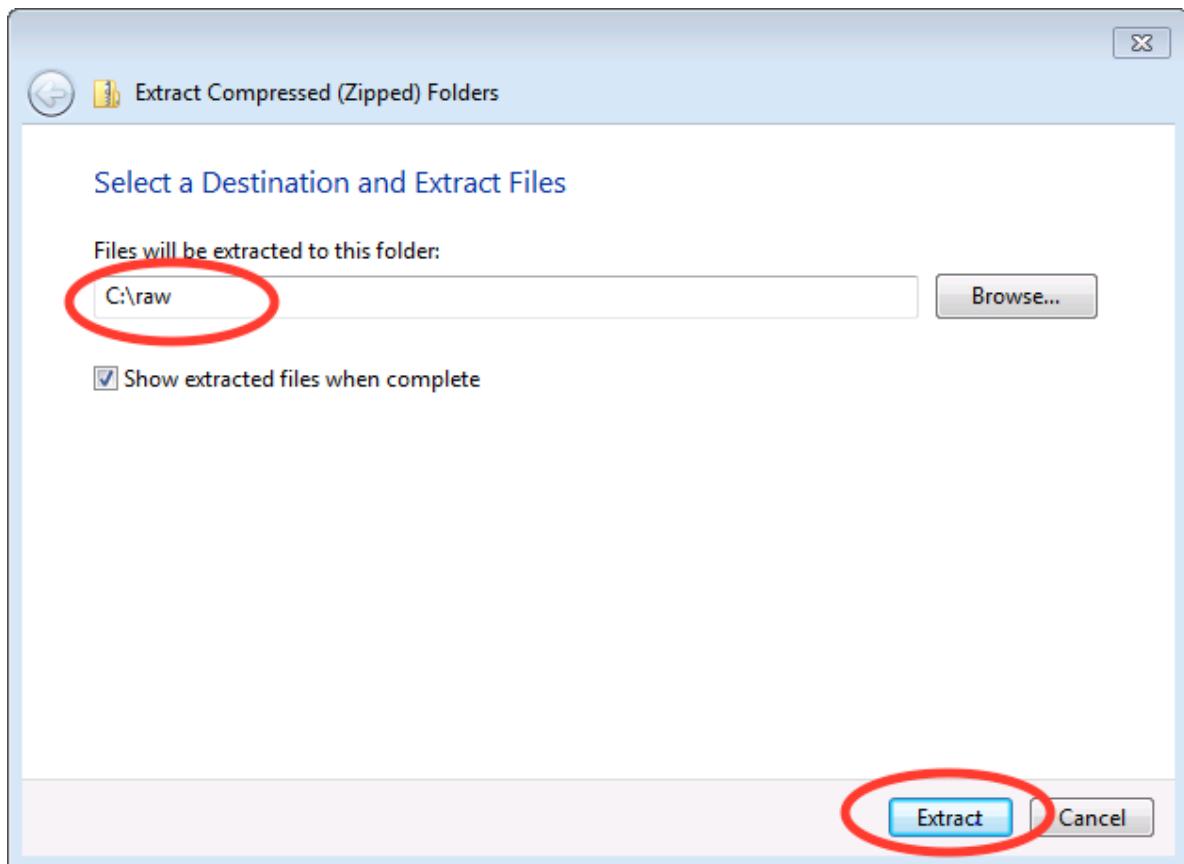 Extract Compressed (Zipped) Folders
Select a Destination and Extract Files
Files will be extracted to this folder:
C:\raw
Browse...
Show extracted files when complete
Extract
Cancel